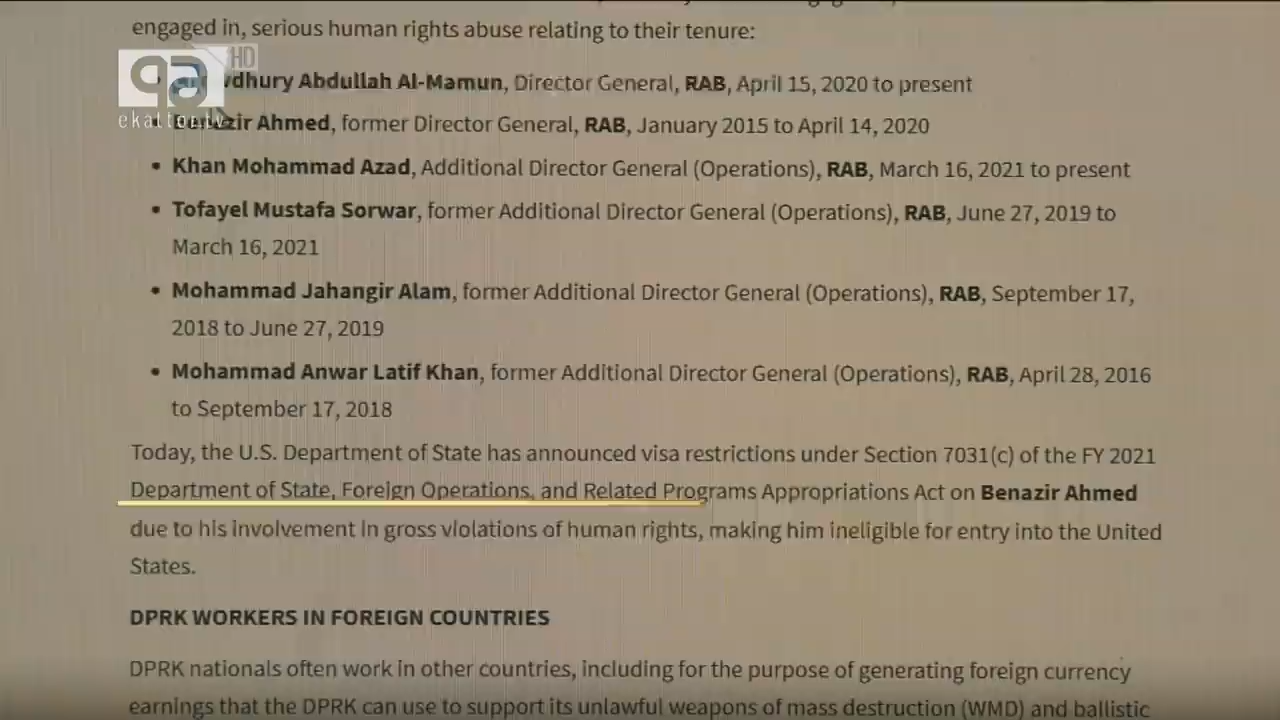 engaged in, serious human rights abuse relating to their tenure:
HD
ekattor.tv
Abdullah Al-Mamun, Director General, RAB, April 15, 2020 to present
Benazir Ahmed, former Director General, RAB, January 2015 to April 14, 2020
• Khan Mohammad Azad, Additional Director General (Operations), RAB, March 16, 2021 to present
• Tofayel Mustafa Sorwar, former Additional Director General (Operations), RAB, June 27, 2019 to
March 16, 2021
• Mohammad Jahangir Alam, former Additional Director General (Operations), RAB, September 17,
2018 to June 27, 2019
• Mohammad Anwar Latif Khan, former Additional Director General (Operations), RAB, April 28, 2016
to September 17, 2018
Today, the U.S. Department of State has announced visa restrictions under Section 7031(c) of the FY 2021
Department of State, Foreign Operations, and Related Programs Appropriations Act on Benazir Ahmed
due to his involvement in gross violations of human rights, making him ineligible for entry into the United
States.
DPRK WORKERS IN FOREIGN COUNTRIES
DPRK nationals often work in other countries, including for the purpose of generating foreign currency
earnings that the DPRK can use to support its unlawful weapons of mass destruction (WMD) and ballistic